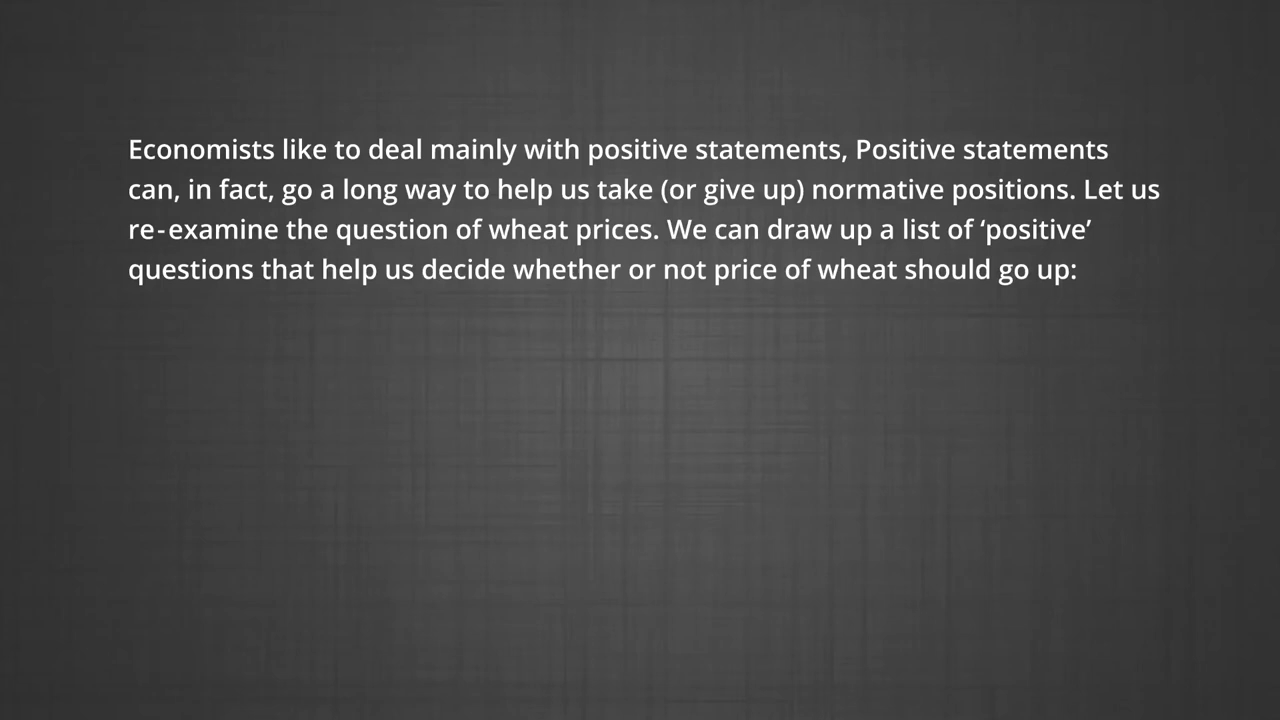 Economists like to deal mainly with positive statements, Positive statements
can, in fact, go a long way to help us take (or give up) normative positions. Let us
re-examine the question of wheat prices. We can draw up a list of ‘positive’
questions that help us decide whether or not price of wheat should go up: